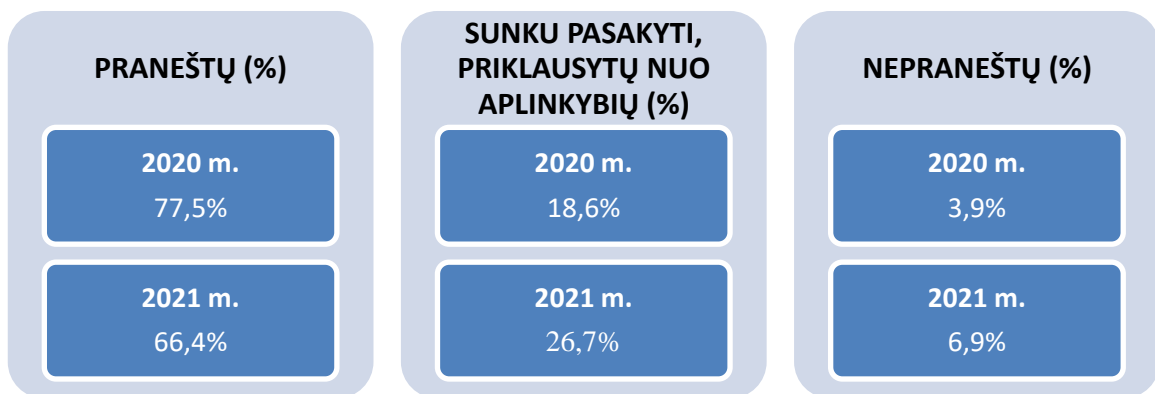 PRANEŠTŲ (%)
2020 m.
77,5%
2021 m.
66,4%
SUNKU PASAKYTI,
PRIKLAUSYTŲ NUO
APLINKYBIŲ (%)
2020 m.
18,6%
2021 m.
26,7%
NEPRANEŠTŲ (%)
2020 m.
3,9%
2021 m.
6,9%